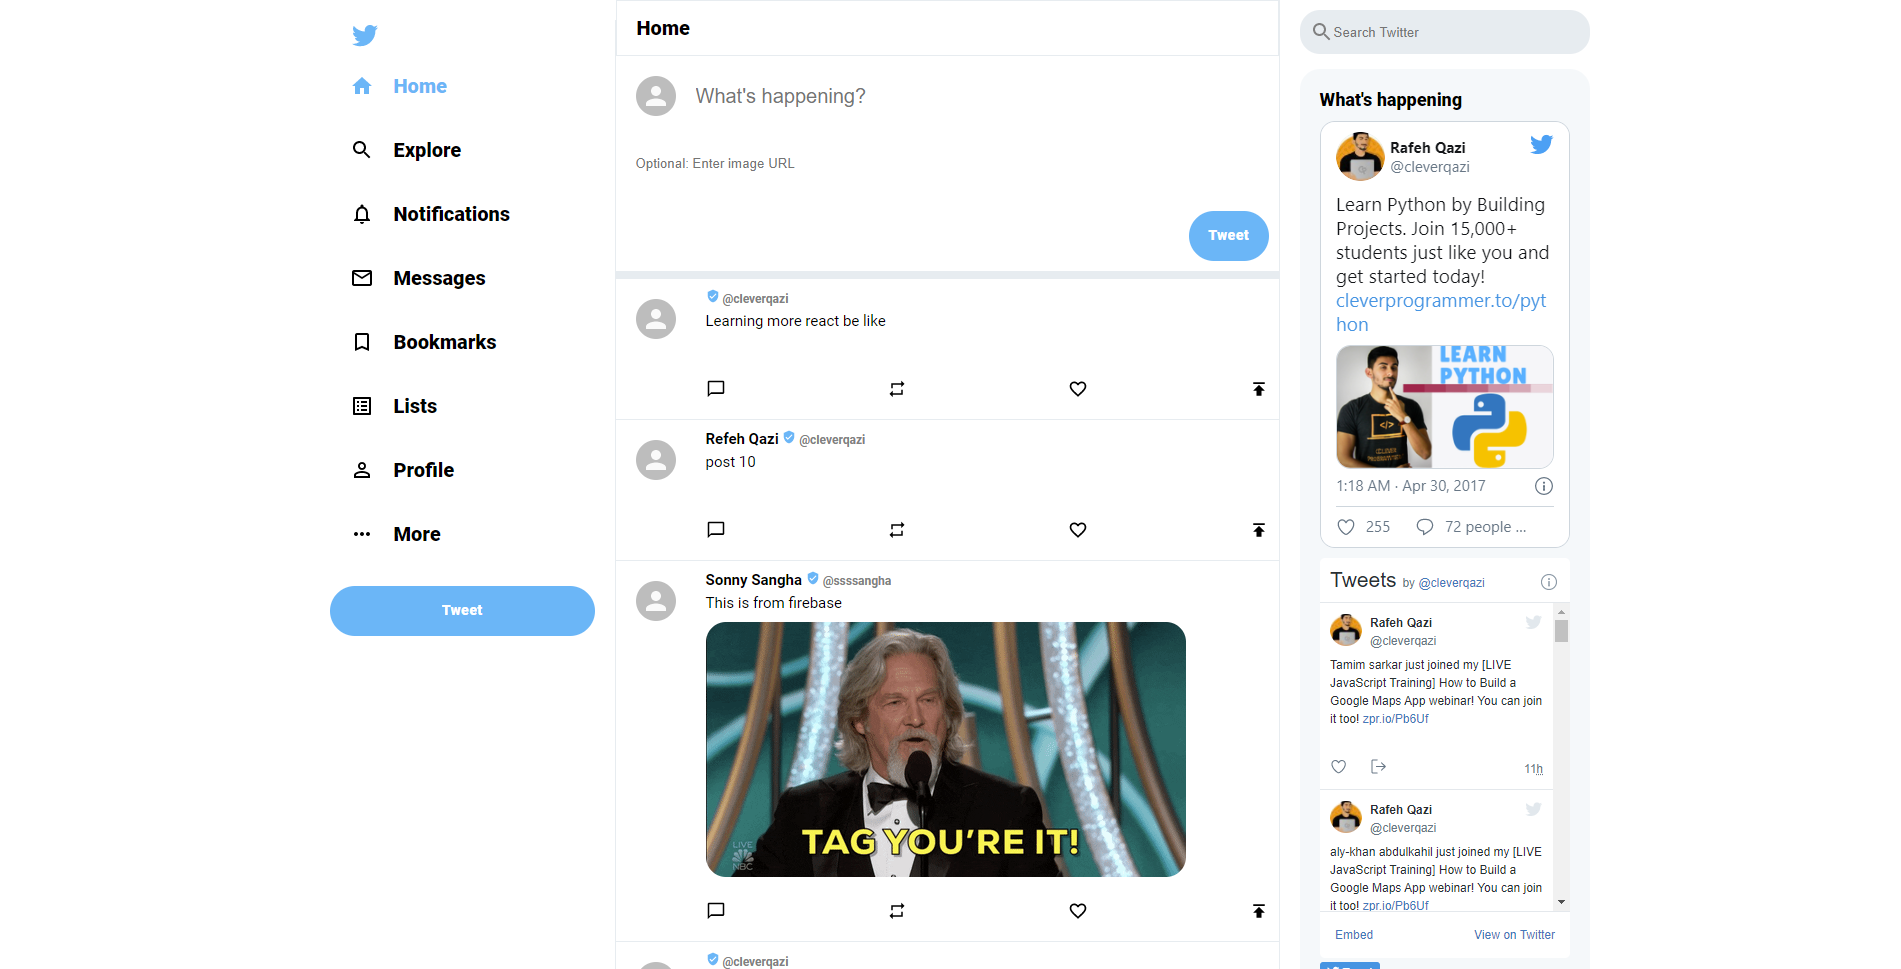 Home
Explore
Notifications
Messages
Bookmarks
Lists
Profile
More
Tweet
Home
What's happening?
Optional: Enter image URL
Tweet
@cleverqazi
Learning more react be like
Refeh Qazi @cleverqazi
post 10
Sonny Sangha @ssssangha
This is from firebase
TAG YOU'RE IT!
LIVE
NBC
@cleverqazi
Search Twitter
What's happening
Rafeh Qazi
@cleverqazi
Learn Python by Building
Projects. Join 15,000+
students just like you and
get started today!
cleverprogrammer.to/pyt
hon
LEARN
PYTHON
1:18 AM · Apr 30, 2017
255
72 people ...
Tweets by @cleverqazi
Rafeh Qazi
@cleverqazi
Tamim sarkar just joined my [LIVE
JavaScript Training] How to Build a
Google Maps App webinar! You can join
it too! zpr.io/Pb6Uf
11h
Rafeh Qazi
@cleverqazi
aly-khan abdulkahil just joined my [LIVE
JavaScript Training] How to Build a
Google Maps App webinar! You can join
it too! zpr.io/Pb6Uf
Embed
View on Twitter